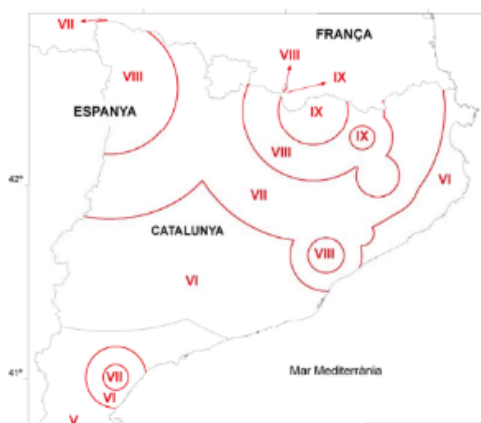 VII
FRANÇA
VIII
VIII
IX
ESPANYA
IX
IX
VIII
42°
VII
VI
CATALUNYA
VIII
VI
41°
VII
Mar Mediterrània
VI
V